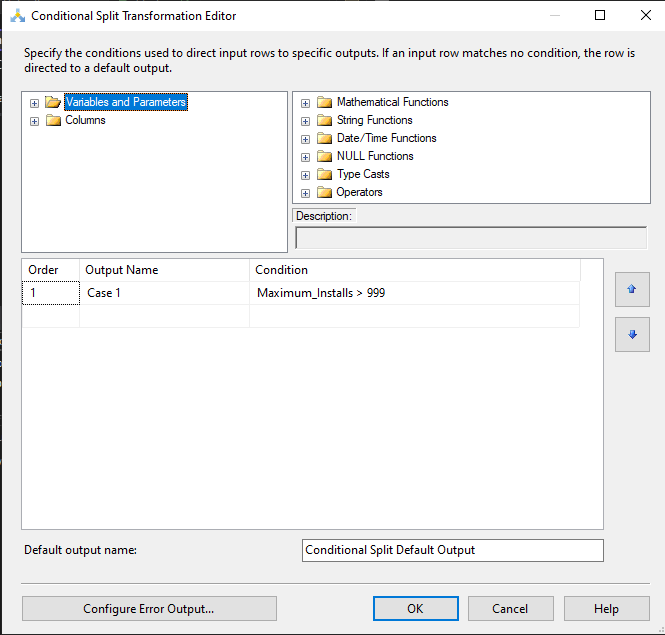 Conditional Split Transformation Editor
Specify the conditions used to direct input rows to specific outputs. If an input row matches no condition, the row is
directed to a default output.
Variables and Parameters
Columns
Mathematical Functions
String Functions
Date/Time Functions
NULL Functions
Type Casts
Operators
Description:
Order Output Name Condition
1 Case 1 Maximum_Installs > 999
Default output name: Conditional Split Default Output
Configure Error Output... OK Cancel Help